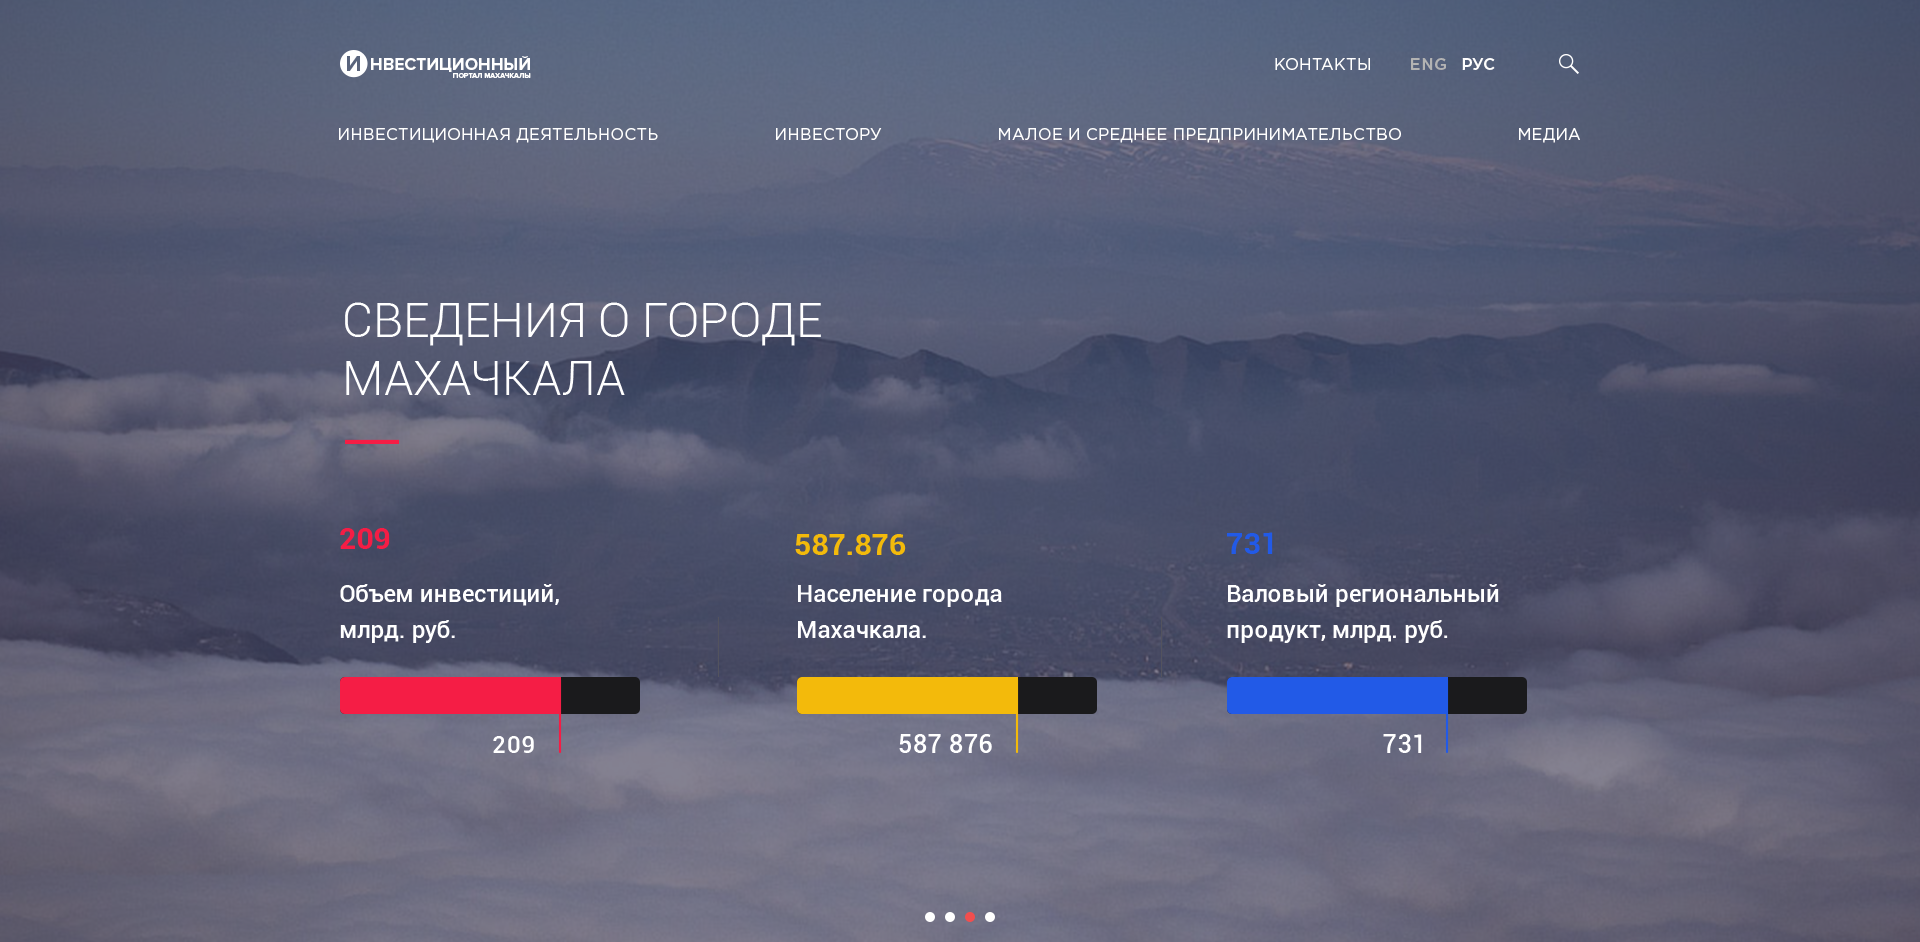 ИНВЕСТИЦИОННЫЙ
ПОРТАЛ МАХАЧКАЛЫ
КОНТАКТЫ ENG РУС
ИНВЕСТИЦИОННАЯ ДЕЯТЕЛЬНОСТЬ ИНВЕСТОРУ МАЛОЕ И СРЕДНЕЕ ПРЕДПРИНИМАТЕЛЬСТВО МЕДИА
СВЕДЕНИЯ О ГОРОДЕ
МАХАЧКАЛА
209
Объем инвестиций,
млрд. руб.
209
587.876
Население города
Махачкала.
587 876
731
Валовый региональный
продукт, млрд. руб.
731